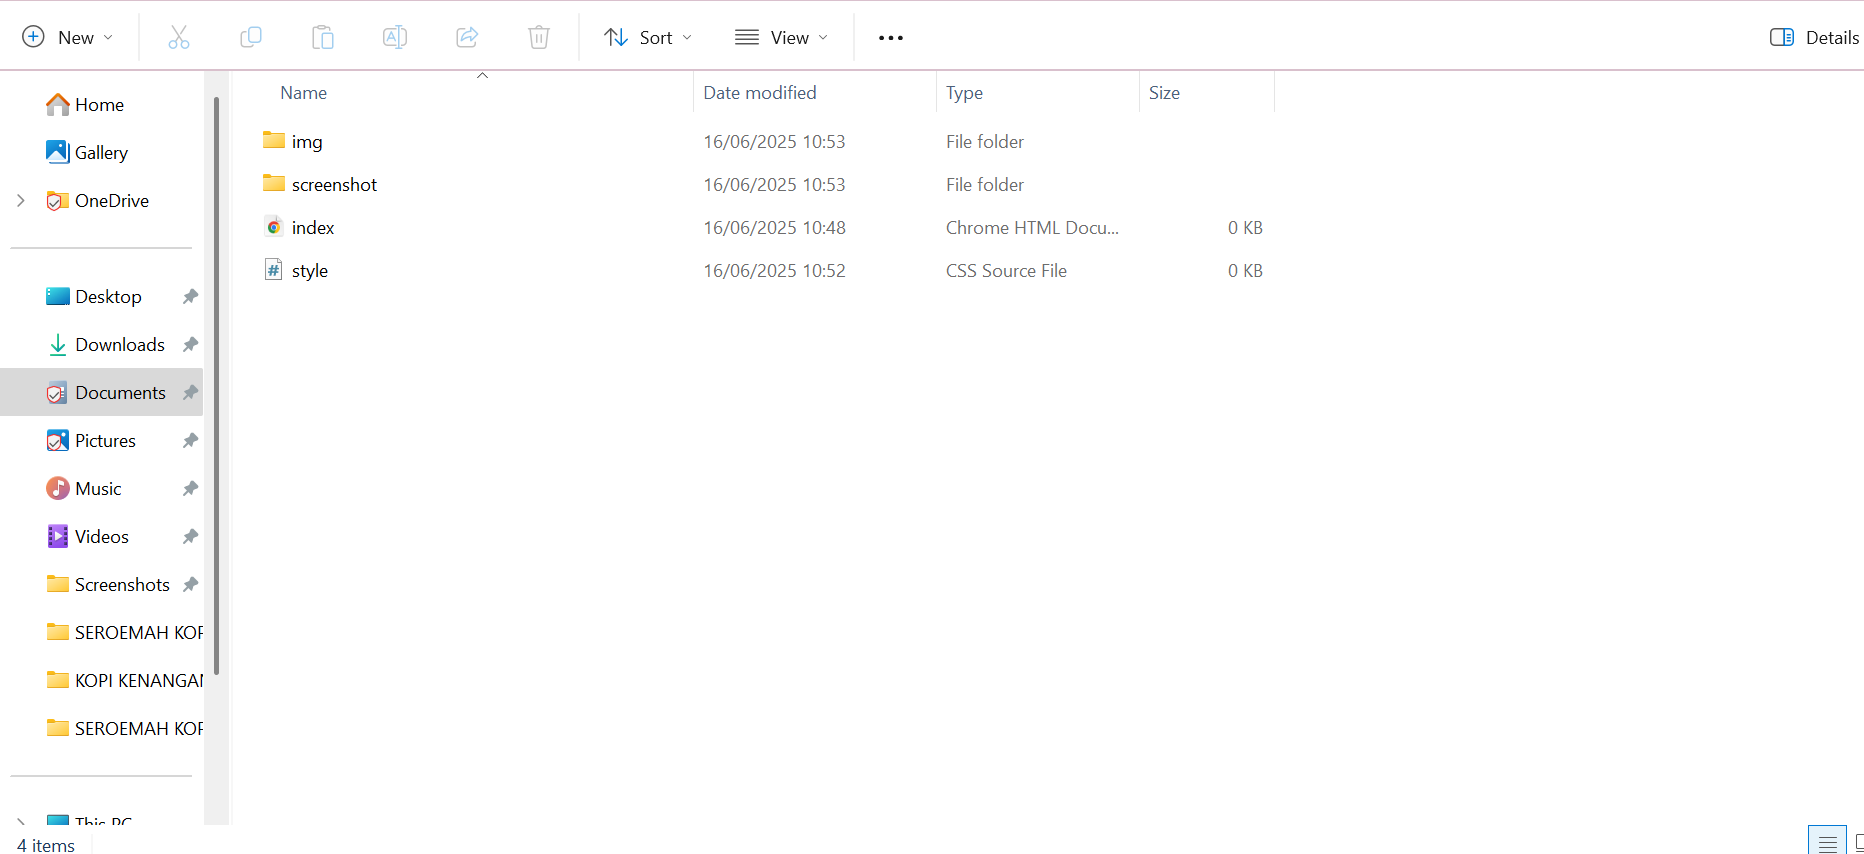 New Sort View ••• Details
Name Date modified Type Size
Home
Gallery
OneDrive
Desktop
Downloads
Documents
Pictures
Music
Videos
Screenshots
SEROEMAH KOP
KOPI KENANGAN
SEROEMAH KOP
This PC
img 16/06/2025 10:53 File folder
screenshot 16/06/2025 10:53 File folder
index 16/06/2025 10:48 Chrome HTML Docu... 0 KB
style 16/06/2025 10:52 CSS Source File 0 KB
4 items